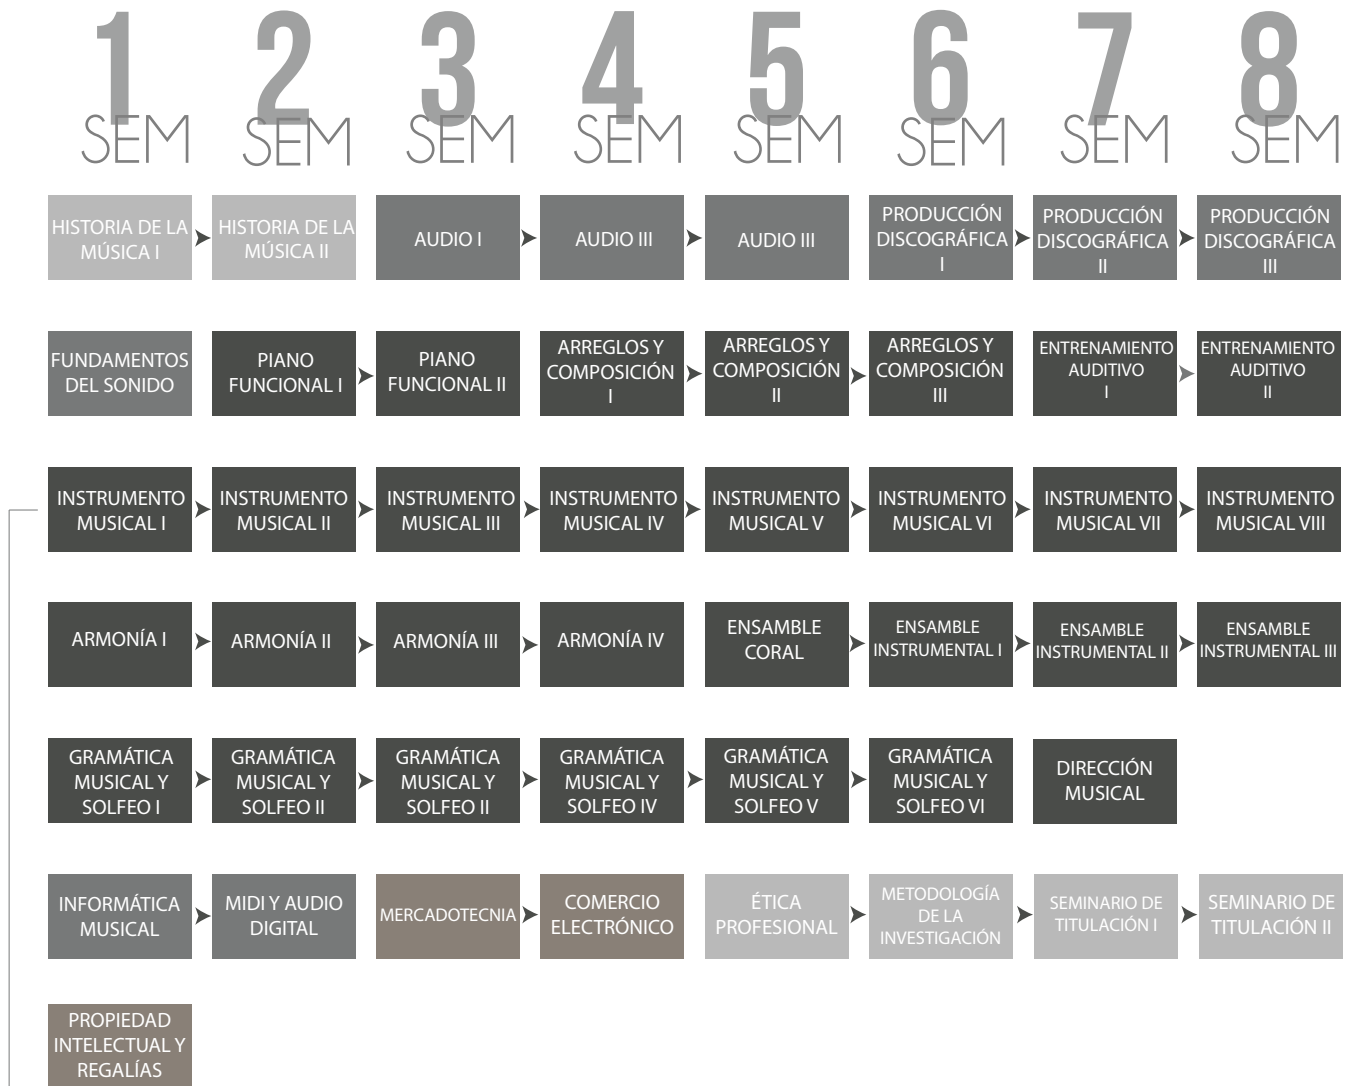 1
SEM
2
SEM
3
SEM
4
SEM
5
SEM
6
SEM
7
SEM
8
SEM
HISTORIA DE LA
MÚSICA I
HISTORIA DE LA
MÚSICA II
AUDIO I
AUDIO III
AUDIO III
PRODUCCIÓN
DISCOGRÁFICA
I
PRODUCCIÓN
DISCOGRÁFICA
II
PRODUCCIÓN
DISCOGRÁFICA
III
FUNDAMENTOS
DEL SONIDO
PIANO
FUNCIONAL I
PIANO
FUNCIONAL II
ARREGLOS Y
COMPOSICIÓN
I
ARREGLOS Y
COMPOSICIÓN
II
ARREGLOS Y
COMPOSICIÓN
III
ENTRENAMIENTO
AUDITIVO
I
ENTRENAMIENTO
AUDITIVO
II
INSTRUMENTO
MUSICAL I
INSTRUMENTO
MUSICAL II
INSTRUMENTO
MUSICAL III
INSTRUMENTO
MUSICAL IV
INSTRUMENTO
MUSICAL V
INSTRUMENTO
MUSICAL VI
INSTRUMENTO
MUSICAL VII
INSTRUMENTO
MUSICAL VIII
ARMONÍA I
ARMONÍA II
ARMONÍA III
ARMONÍA IV
ENSAMBLE
CORAL
ENSAMBLE
INSTRUMENTAL I
ENSAMBLE
INSTRUMENTAL II
ENSAMBLE
INSTRUMENTAL III
GRAMÁTICA
MUSICAL Y
SOLFEO I
GRAMÁTICA
MUSICAL Y
SOLFEO II
GRAMÁTICA
MUSICAL Y
SOLFEO II
GRAMÁTICA
MUSICAL Y
SOLFEO IV
GRAMÁTICA
MUSICAL Y
SOLFEO V
GRAMÁTICA
MUSICAL Y
SOLFEO VI
DIRECCIÓN
MUSICAL
INFORMÁTICA
MUSICAL
MIDI Y AUDIO
DIGITAL
MERCADOTECNIA
COMERCIO
ELECTRÓNICO
ÉTICA
PROFESIONAL
METODOLOGÍA
DE LA
INVESTIGACIÓN
SEMINARIO DE
TITULACIÓN I
SEMINARIO DE
TITULACIÓN II
PROPIEDAD
INTELECTUAL Y
REGALÍAS